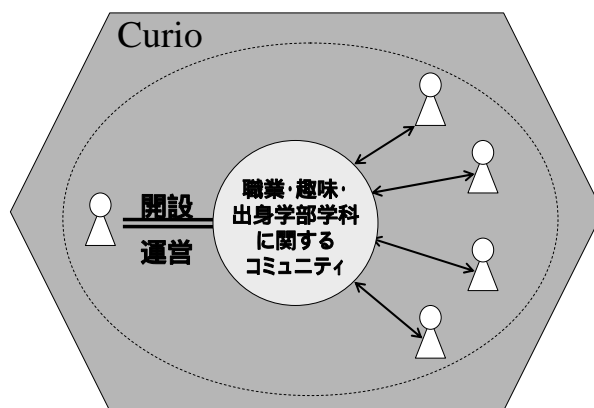 Curio
開設
運営
職業・趣味・
出身学部学科
に関する
コミュニティ